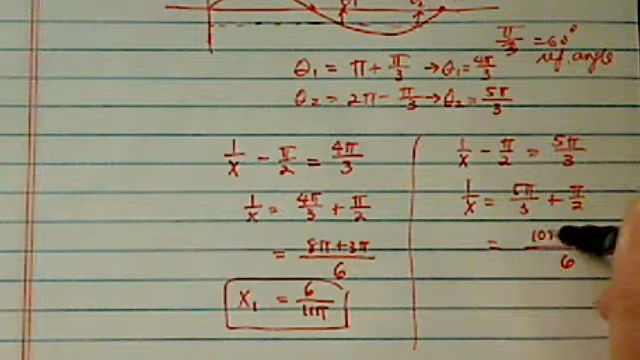 π/3 = 60°
ref. angle
θ₁ = π + π/3 → θ₁ = 4π/3
θ₂ = 2π − π/3 → θ₂ = 5π/3
1/x − π/2 = 4π/3
1/x = 4π/3 + π/2
= 8π + 3π / 6
x₁ = 6/11π
1/x − π/2 = 5π/3
1/x = 5π/3 + π/2
= 10π / 6